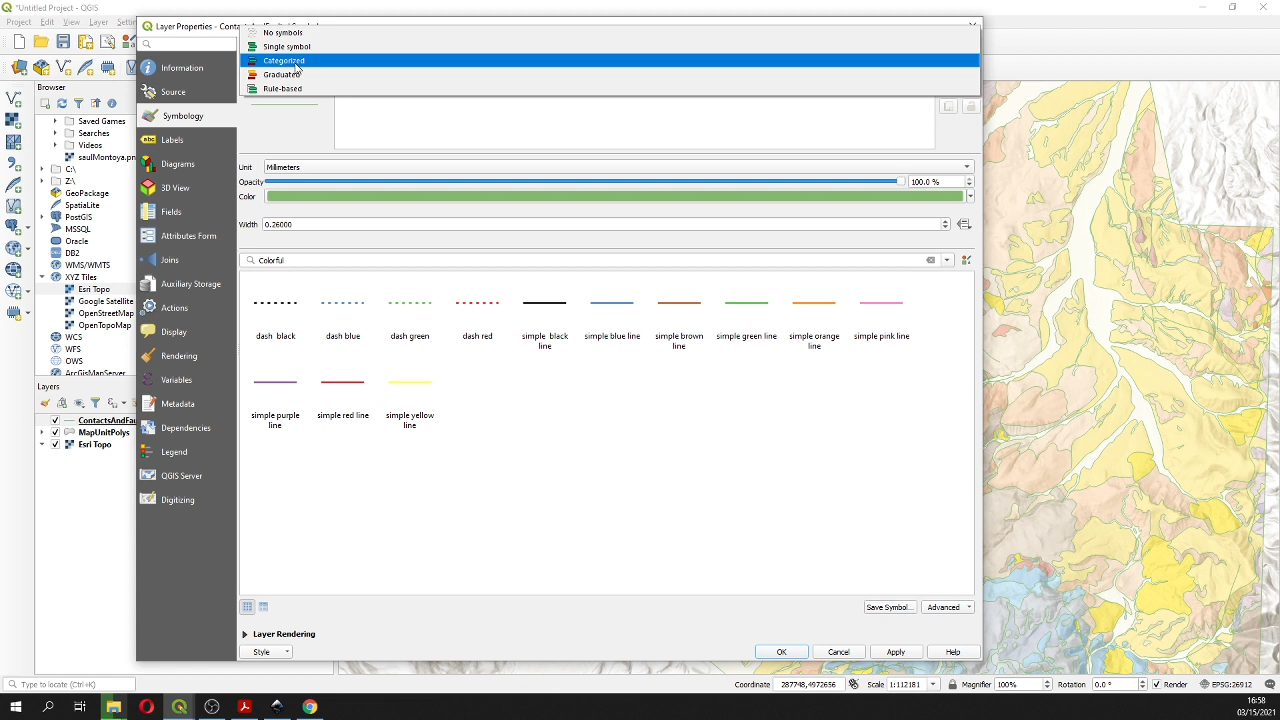 *Untitled Project — QGIS
Project Edit View Layer Settings
Layer Properties - Conta
No symbols
Single symbol
Categorized
Graduated
Rule-based
Information
Source
Symbology
Labels
Diagrams
3D View
Fields
Attributes Form
Joins
Auxiliary Storage
Actions
Display
Rendering
Variables
Metadata
Dependencies
Legend
QGIS Server
Digitizing
Browser
Saved Games
Searches
Videos
saulMontoya.pn
C:\
Z:\
GeoPackage
SpatiaLite
PostGIS
MSSQL
Oracle
DB2
WMS/WMTS
XYZ Tiles
Esri Topo
Google Satellite
OpenStreetMap
OpenTopoMap
WCS
WFS
OWS
ArcGisMapServer
Layers
ContactsAndFau
MapUnitPolys
Esri Topo
Unit Millimeters
Opacity 100.0 %
Color
Width 0.26000
Colorful
dash black
dash blue
dash green
dash red
simple black line
simple blue line
simple brown line
simple green line
simple orange line
simple pink line
simple purple line
simple red line
simple yellow line
Save Symbol... Advanced
Layer Rendering
Style OK Cancel Apply Help
Type to locate (Ctrl+K)
Coordinate 287748,4972656 Scale 1:112181 Magnifier 100% Rotation 0.0 ° Render EPSG:26912
16:58
03/15/2021